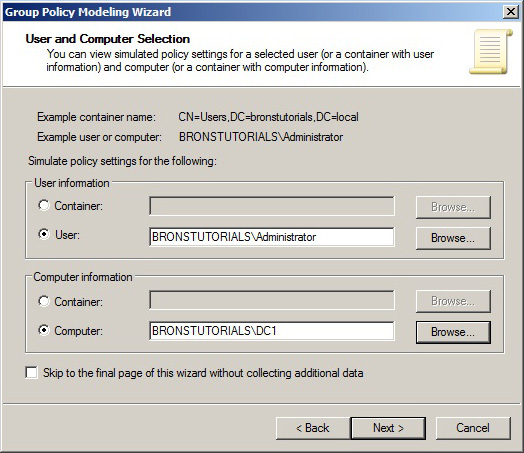 Group Policy Modeling Wizard
User and Computer Selection
You can view simulated policy settings for a selected user (or a container with user
information) and computer (or a container with computer information).
Example container name: CN=Users,DC=bronstutorials,DC=local
Example user or computer: BRONSTUTORIALS\Administrator
Simulate policy settings for the following:
User information
Container: Browse...
User: BRONSTUTORIALS\Administrator Browse...
Computer information
Container: Browse...
Computer: BRONSTUTORIALS\DC1 Browse...
Skip to the final page of this wizard without collecting additional data
< Back Next > Cancel